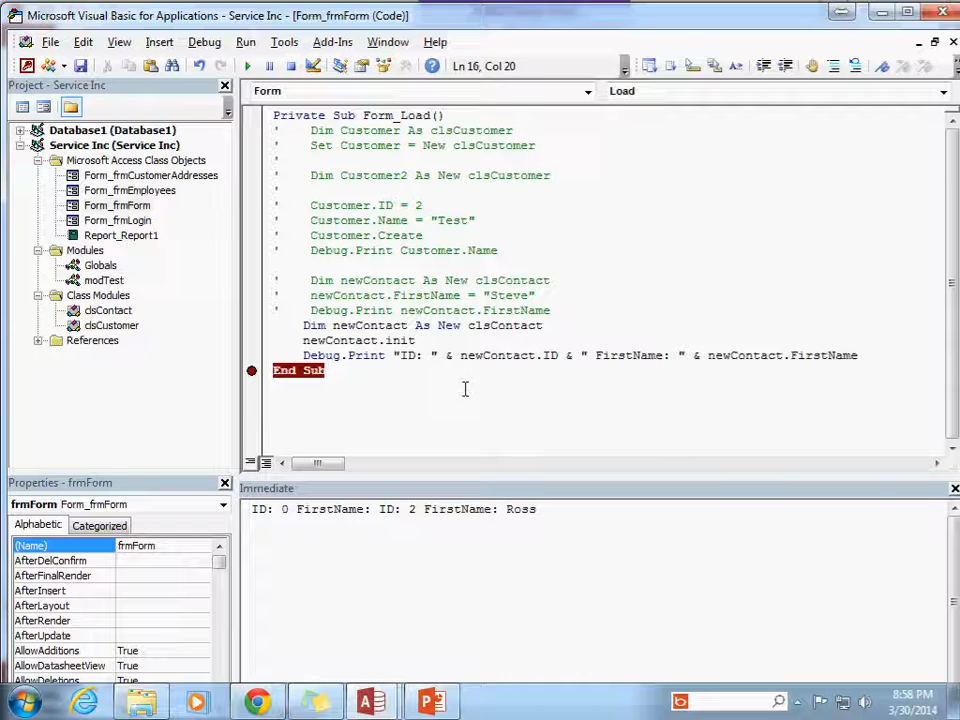 Microsoft Visual Basic for Applications - Service Inc - [Form_frmForm (Code)]
File Edit View Insert Debug Run Tools Add-Ins Window Help
Ln 16, Col 20
Project - Service Inc
Database1 (Database1)
Service Inc (Service Inc)
Microsoft Access Class Objects
Form_frmCustomerAddresses
Form_frmEmployees
Form_frmForm
Form_frmLogin
Report_Report1
Modules
Globals
modTest
Class Modules
clsContact
clsCustomer
References
Form Load
Private Sub Form_Load()
' Dim Customer As clsCustomer
' Set Customer = New clsCustomer
'
' Dim Customer2 As New clsCustomer
'
' Customer.ID = 2
' Customer.Name = "Test"
' Customer.Create
' Debug.Print Customer.Name
' Dim newContact As New clsContact
' newContact.FirstName = "Steve"
' Debug.Print newContact.FirstName
Dim newContact As New clsContact
newContact.init
Debug.Print "ID: " & newContact.ID & " FirstName: " & newContact.FirstName
End Sub
Properties - frmForm
frmForm Form_frmForm
Alphabetic Categorized
(Name) frmForm
AfterDelConfirm
AfterFinalRender
AfterInsert
AfterLayout
AfterRender
AfterUpdate
AllowAdditions True
AllowDatasheetView True
AllowDeletions True
Immediate
ID: 0 FirstName: ID: 2 FirstName: Ross
8:58 PM
3/30/2014